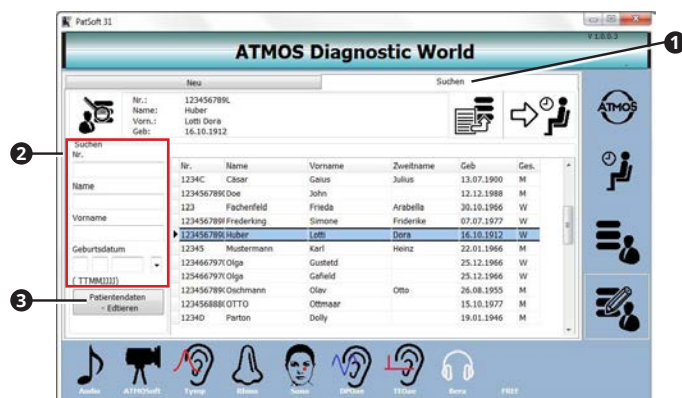 PatSoft 31
V 1.0.0.3
ATMOS Diagnostic World
1
Neu
Suchen
Nr.: 123456789L
Name: Huber
Vorn.: Lotti Dora
Geb: 16.10.1912
ATMOS
2
Suchen
Nr.
Name
Vorname
Geburtsdatum
( TTMMJJJJ)
3
Patientendaten
- Edtieren
Nr. Name Vorname Zweitname Geb Ges.
1234C Cäsar Gaius Julius 13.07.1900 M
123456789( Doe John 12.12.1988 M
123 Fachenfeld Frieda Arabella 30.10.1966 W
123456789( Frederking Simone Friderike 07.07.1977 W
123456789( Huber Lotti Dora 16.10.1912 W
12345 Mustermann Karl Heinz 22.01.1966 M
123466797( Olga Gustetd 25.12.1966 W
125466797( Olga Gafield 25.12.1966 W
123456789( Oschmann Olav Otto 26.08.1955 M
123456888( OTTO Ottmaar 15.10.1977 M
1234D Parton Dolly 19.01.1946 M
Audio ATMOSoft Tymp Rhino Sono DPOae TEOae Bera FREE